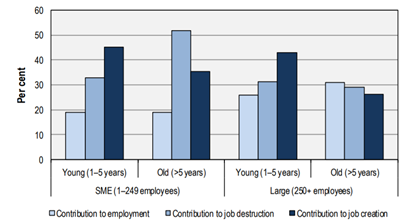 60
50
40
30
20
10
0
Per cent
Young (1–5 years) Old (>5 years) Young (1–5 years) Old (>5 years)
SME (1–249 employees) Large (250+ employees)
Contribution to employment Contribution to job destruction Contribution to job creation